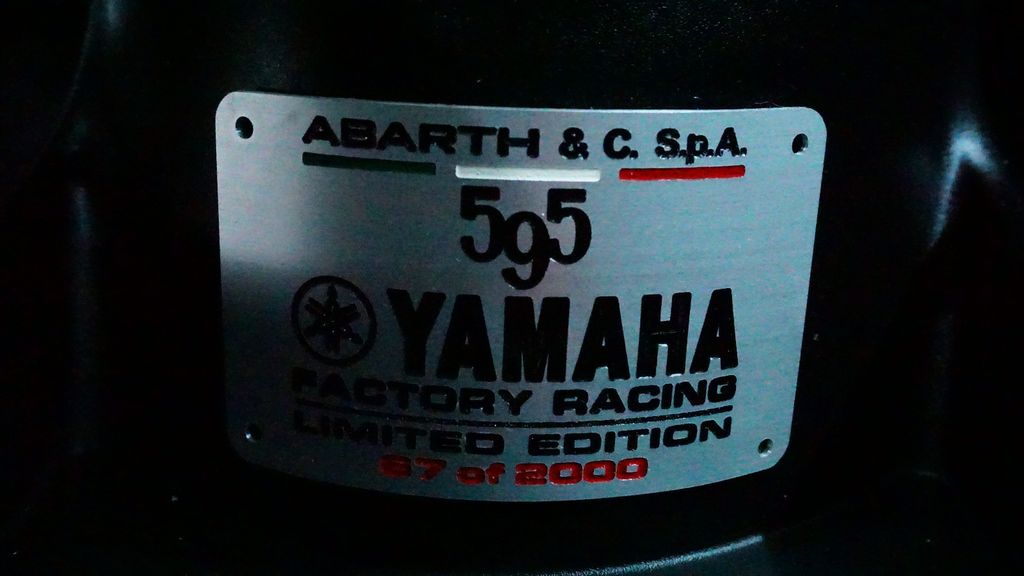 ABARTH & C. S.p.A.
595
YAMAHA
FACTORY RACING
LIMITED EDITION
67 of 2000